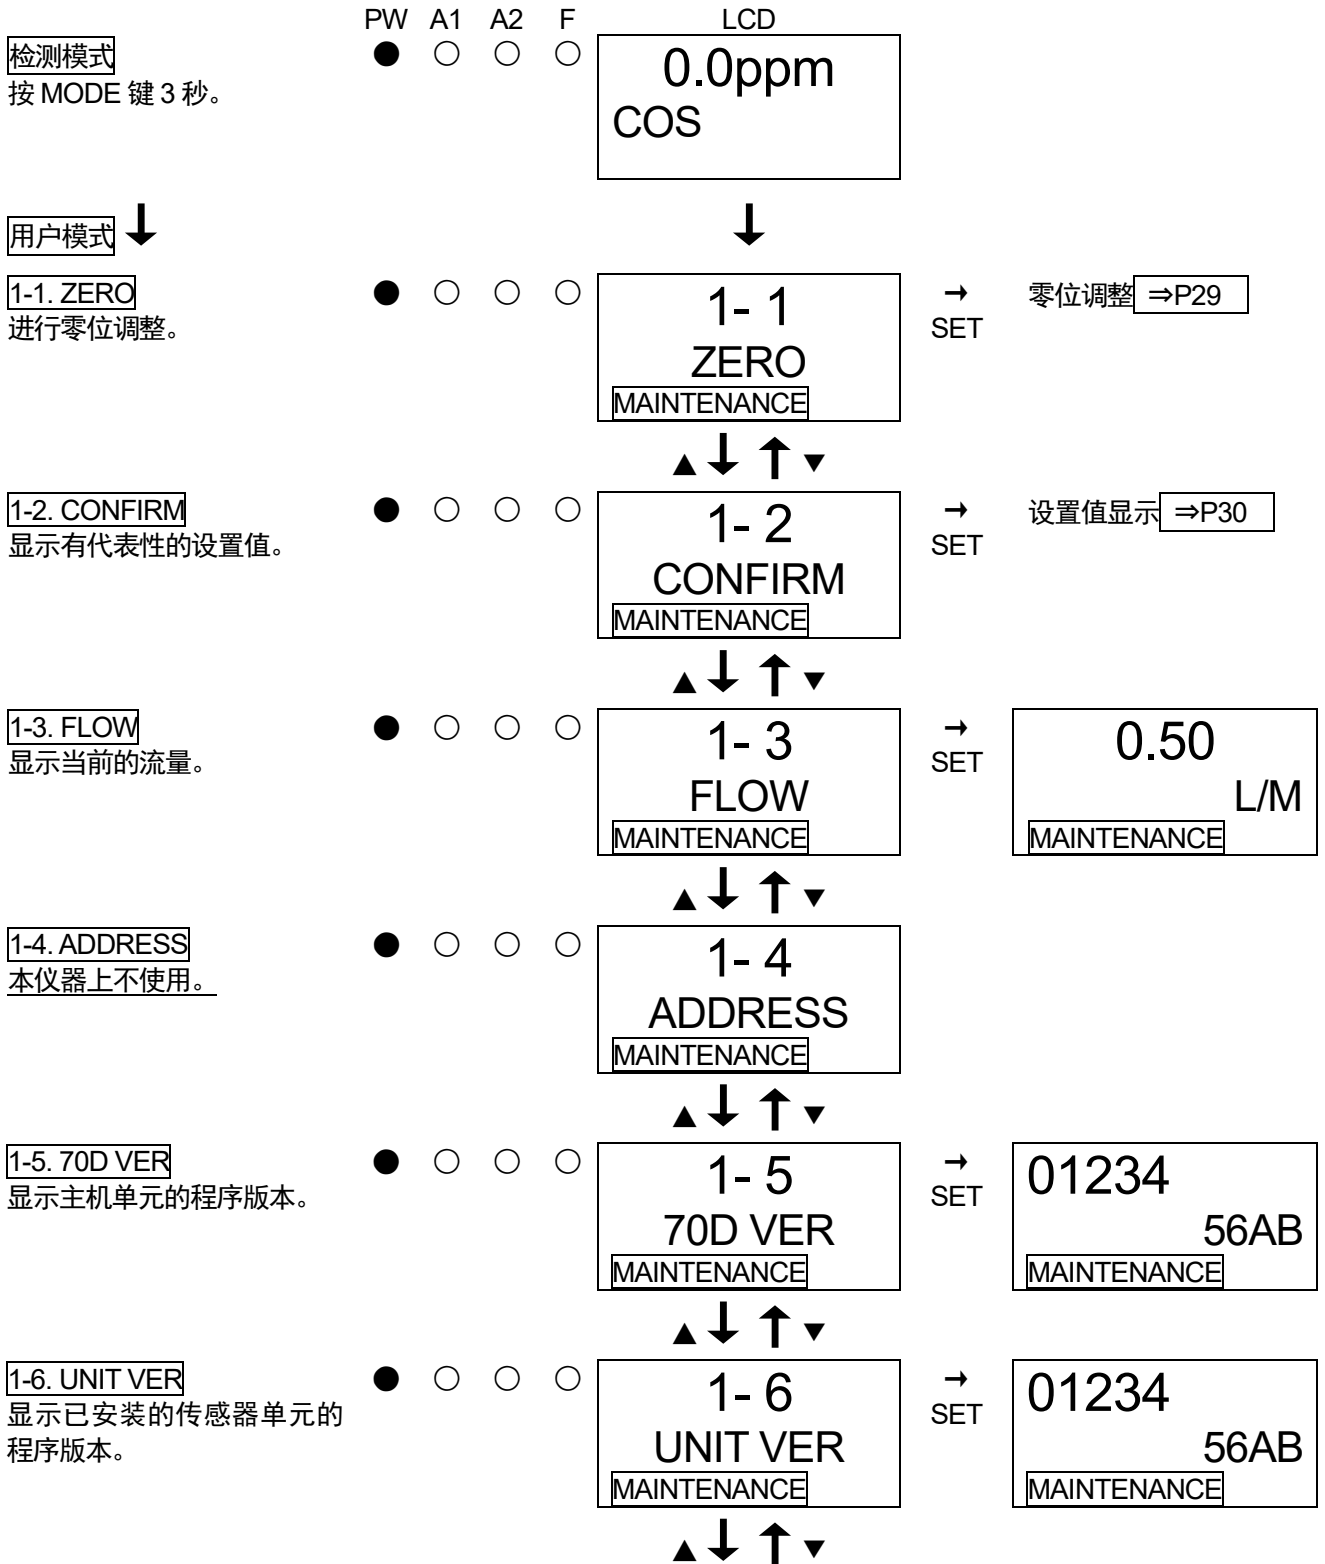 PW A1 A2 F LCD
检测模式 ● ○ ○ ○ 0.0ppm
按 MODE 键 3 秒。
COS
用户模式 ↓ ↓
1-1. ZERO ● ○ ○ ○ 1- 1 → 零位调整 ⇒P29
进行零位调整。 SET
ZERO
MAINTENANCE
▲↓ ↑▼
1-2. CONFIRM ● ○ ○ ○ 1- 2 → 设置值显示 ⇒P30
显示有代表性的设置值。 SET
CONFIRM
MAINTENANCE
▲↓ ↑▼
1-3. FLOW ● ○ ○ ○ 1- 3 → 0.50
显示当前的流量。 SET
FLOW L/M
MAINTENANCE MAINTENANCE
▲↓ ↑▼
1-4. ADDRESS ● ○ ○ ○ 1- 4
本仪器上不使用。
ADDRESS
MAINTENANCE
▲↓ ↑▼
1-5. 70D VER ● ○ ○ ○ 1- 5 → 01234
显示主机单元的程序版本。 SET
70D VER 56AB
MAINTENANCE MAINTENANCE
▲↓ ↑▼
1-6. UNIT VER ● ○ ○ ○ 1- 6 → 01234
显示已安装的传感器单元的 SET
程序版本。 UNIT VER 56AB
MAINTENANCE MAINTENANCE
▲↓ ↑▼